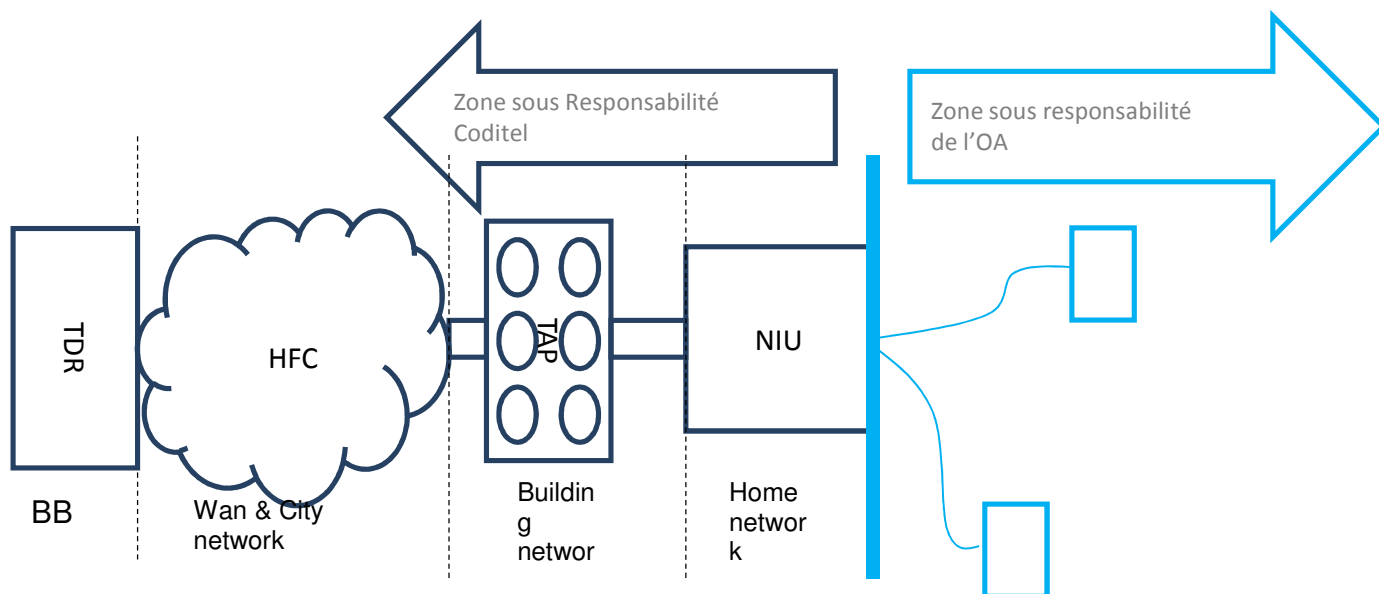 Zone sous Responsabilité
Coditel
Zone sous responsabilité
de l'OA
TDR
HFC
TAP
NIU
BB
Wan & City
network
Buildin
g
networ
Home
networ
k